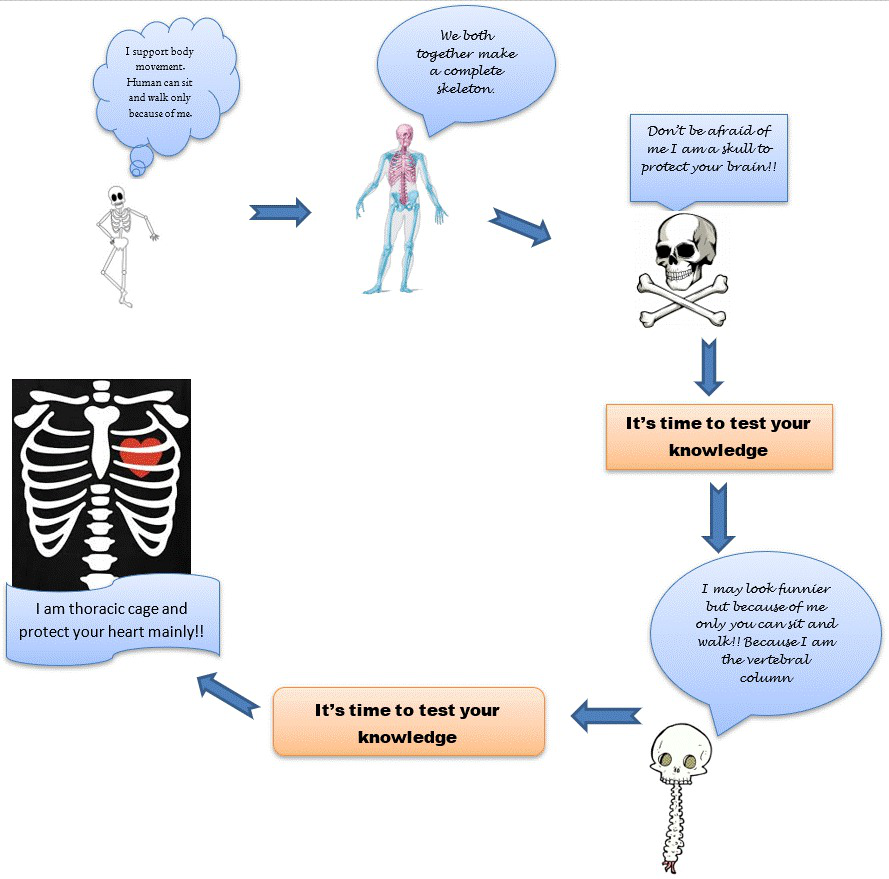 I support body
movement.
Human can sit
and walk only
because of me.
We both
together make
a complete
skeleton.
Don't be afraid of
me I am a skull to
protect your brain!!
It's time to test your
knowledge
I may look funnier
but because of me
only you can sit and
walk!! Because I am
the vertebral
column
It's time to test your
knowledge
I am thoracic cage and
protect your heart mainly!!